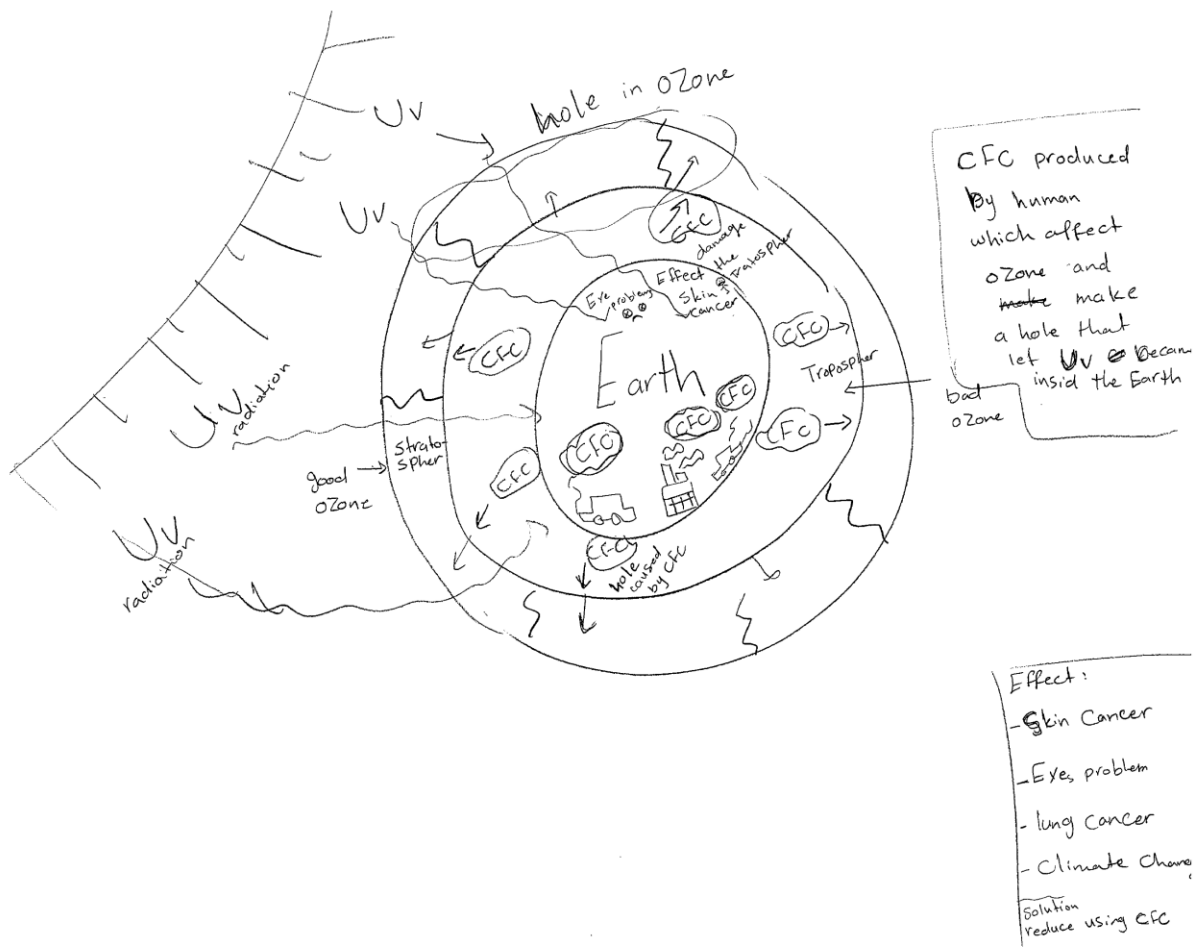 hole in oZone
Uv
Uv
Uv
radiation
Uv
radiation
good
oZone
strato-
spher
CFC
damage
the
stratospher
Effect
Skin
Cancer
Eye
problem
Earth
CFC
CFC
Tropospher
CFC
CFC
CFC
CFC
CFC
CFC
hole
caused
by CFC
bad
oZone
CFC produced
by human
which affect
oZone and
make make
a hole that
let Uv becam
insid the Earth
Effect:
- Skin Cancer
- Eyes problem
- lung cancer
- Climate Chang
Solution
reduce using CFC